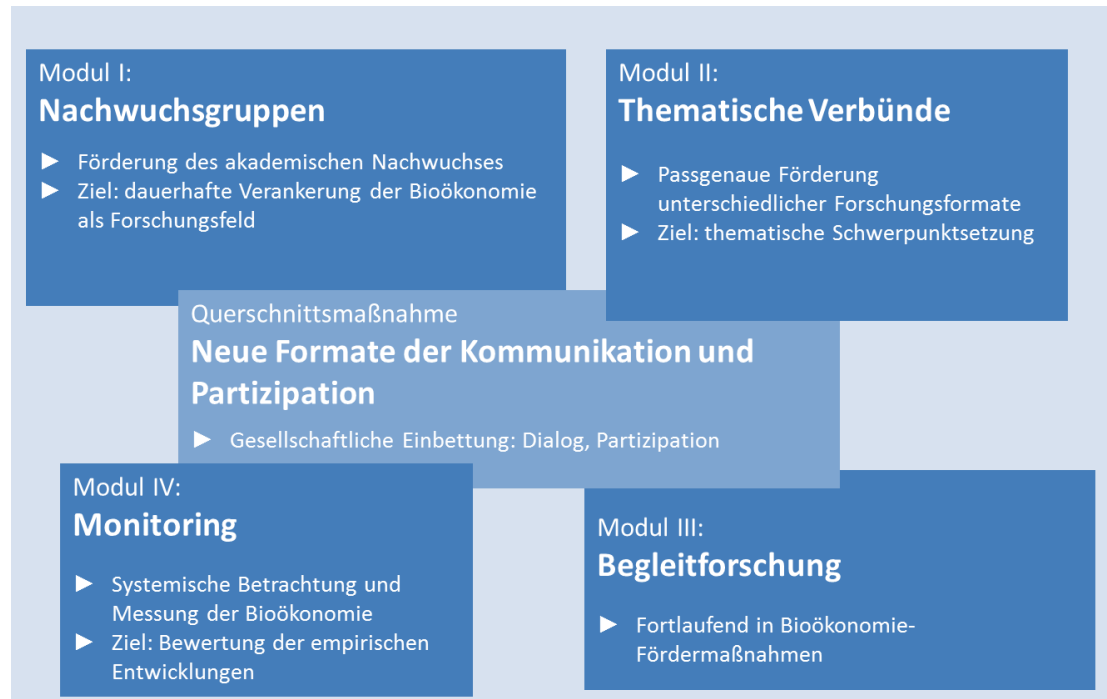 Modul I:
Nachwuchsgruppen
► Förderung des akademischen Nachwuchses
► Ziel: dauerhafte Verankerung der Bioökonomie
als Forschungsfeld
Modul II:
Thematische Verbünde
► Passgenaue Förderung
unterschiedlicher Forschungsformate
► Ziel: thematische Schwerpunktsetzung
Querschnittsmaßnahme
Neue Formate der Kommunikation und
Partizipation
► Gesellschaftliche Einbettung: Dialog, Partizipation
Modul IV:
Monitoring
► Systemische Betrachtung und
Messung der Bioökonomie
► Ziel: Bewertung der empirischen
Entwicklungen
Modul III:
Begleitforschung
► Fortlaufend in Bioökonomie-
Fördermaßnahmen